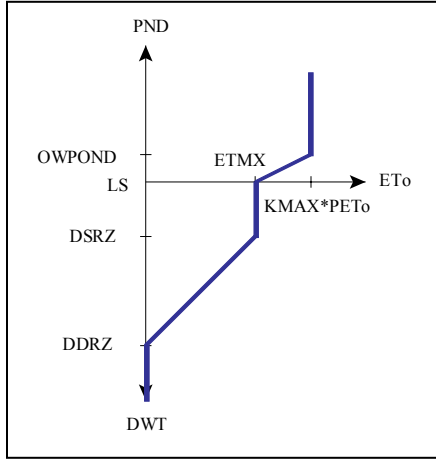 PND
OWPOND
ETMX
LS
ETo
KMAX*PETo
DSRZ
DDRZ
DWT